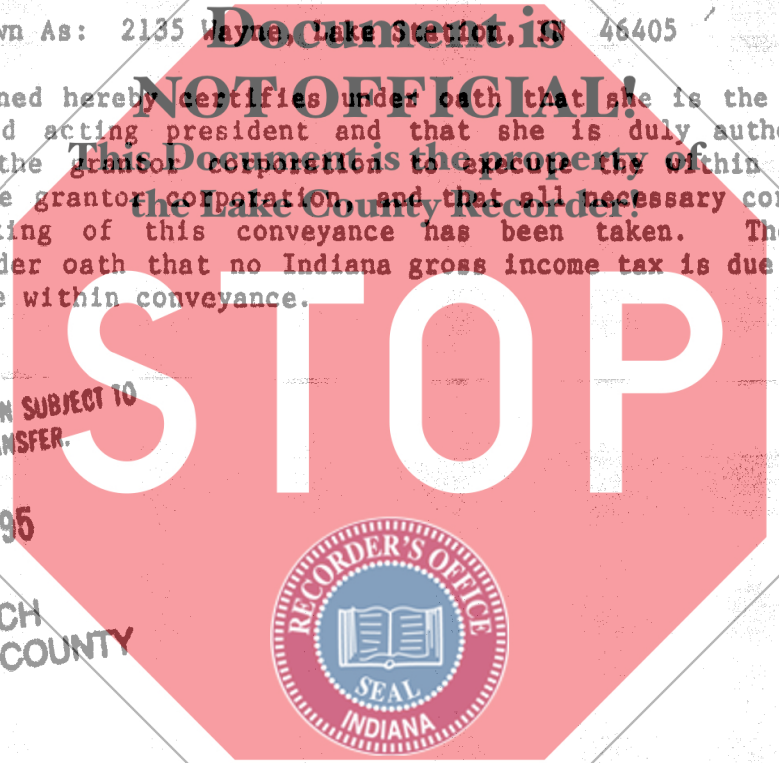 wn As: 2135 Wayne, Lake Station, IN 46405
Document is
NOT OFFICIAL!
This Document is the property of
the Lake County Recorder!
ned hereby certifies under oath that she is the
d acting president and that she is duly autho
the grantor corporation to execute the within
e grantor corporation, and that all necessary cor
king of this conveyance has been taken. The
der oath that no Indiana gross income tax is due
e within conveyance.
STOP
N SUBJECT TO
ANSFER.
95
CH
COUNTY
RECORDER'S OFFICE
SEAL
INDIANA